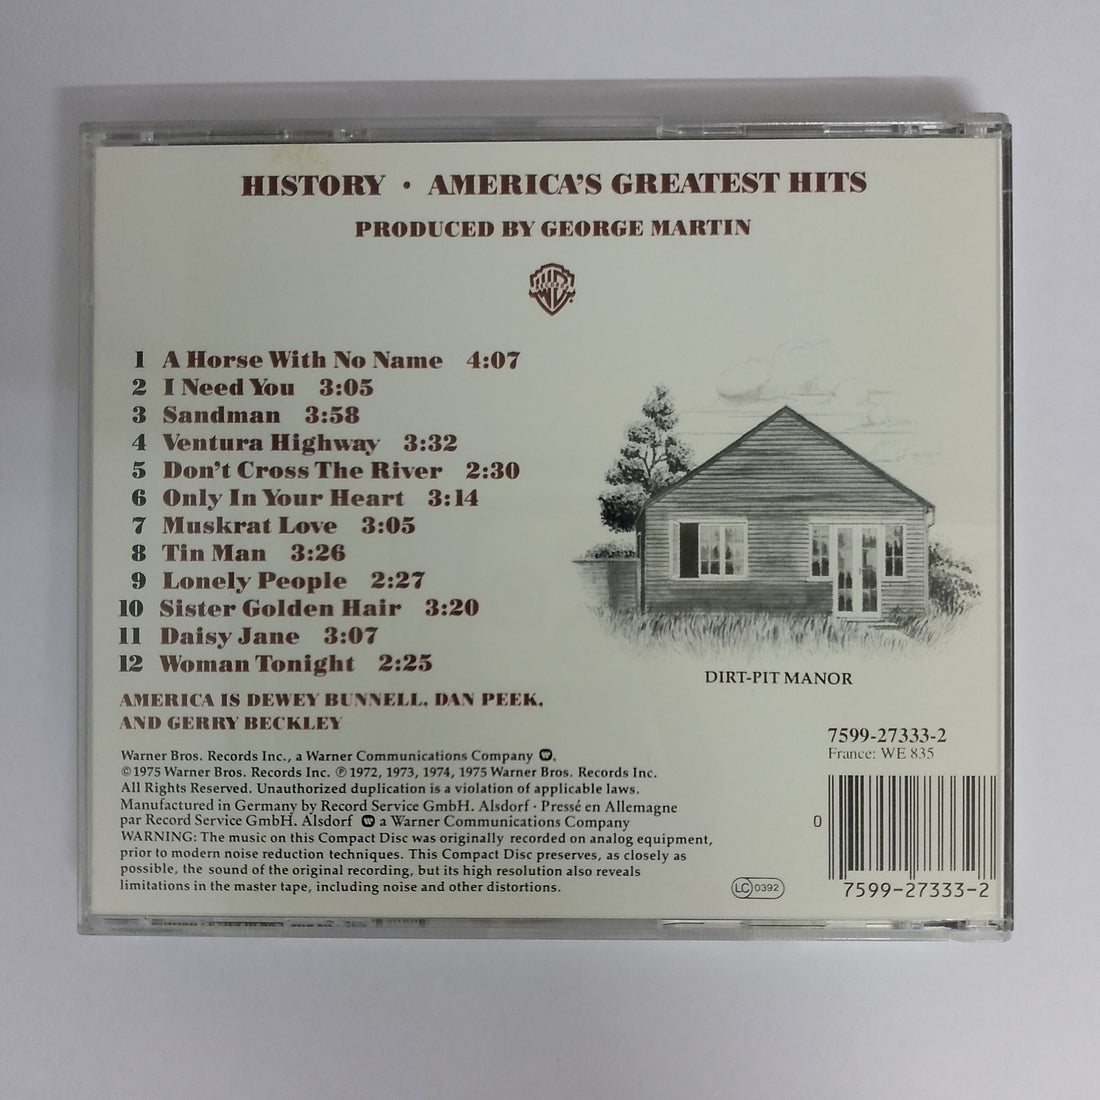 HISTORY • AMERICA'S GREATEST HITS
PRODUCED BY GEORGE MARTIN
RECORDS
1 A Horse With No Name 4:07
2 I Need You 3:05
3 Sandman 3:58
4 Ventura Highway 3:32
5 Don't Cross The River 2:30
6 Only In Your Heart 3:14
7 Muskrat Love 3:05
8 Tin Man 3:26
9 Lonely People 2:27
10 Sister Golden Hair 3:20
11 Daisy Jane 3:07
12 Woman Tonight 2:25
AMERICA IS DEWEY BUNNELL, DAN PEEK,
AND GERRY BECKLEY
DIRT-PIT MANOR
Warner Bros. Records Inc., a Warner Communications Company.
©1975 Warner Bros. Records Inc. ℗1972, 1973, 1974, 1975 Warner Bros. Records Inc.
All Rights Reserved. Unauthorized duplication is a violation of applicable laws.
Manufactured in Germany by Record Service GmbH. Alsdorf · Pressé en Allemagne
par Record Service GmbH. Alsdorf a Warner Communications Company
WARNING: The music on this Compact Disc was originally recorded on analog equipment,
prior to modern noise reduction techniques. This Compact Disc preserves, as closely as
possible, the sound of the original recording, but its high resolution also reveals
limitations in the master tape, including noise and other distortions.
7599-27333-2
France: WE 835
0
7599-27333-2
LC 0392